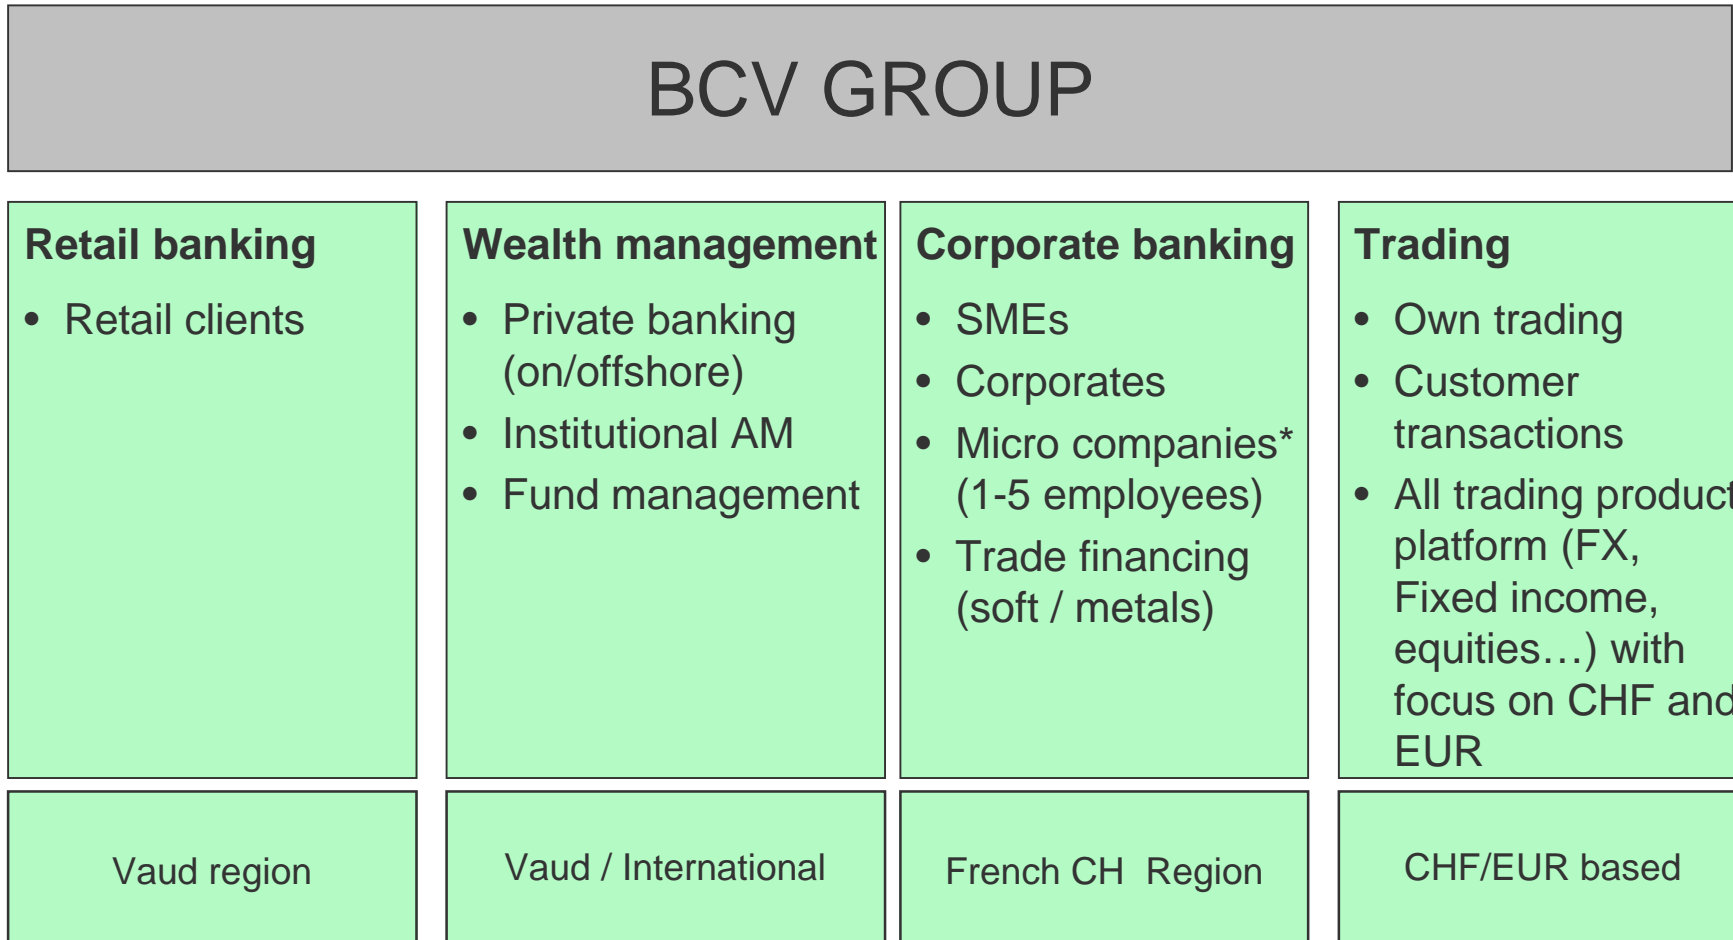 BCV GROUP
Retail banking
• Retail clients
Wealth management
• Private banking
(on/offshore)
• Institutional AM
• Fund management
Corporate banking
• SMEs
• Corporates
• Micro companies*
(1-5 employees)
• Trade financing
(soft / metals)
Trading
• Own trading
• Customer
transactions
• All trading product
platform (FX,
Fixed income,
equities…) with
focus on CHF and
EUR
Vaud region
Vaud / International
French CH  Region
CHF/EUR based